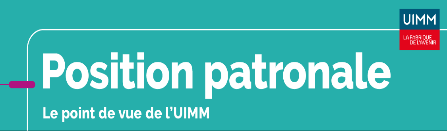 UIMM
LA FABRIQUE
DE L'AVENIR
Position patronale
Le point de vue de l'UIMM